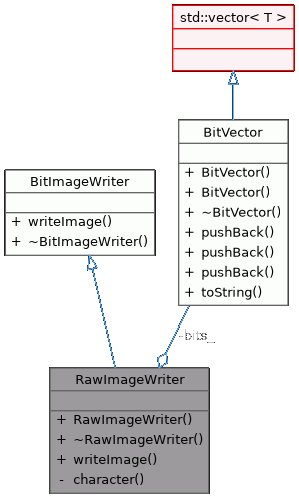 std::vector< T >
BitVector
+ BitVector()
+ BitVector()
+ ~BitVector()
+ pushBack()
+ pushBack()
+ pushBack()
+ toString()
BitImageWriter
+ writeImage()
+ ~BitImageWriter()
-bits_
RawImageWriter
+ RawImageWriter()
+ ~RawImageWriter()
+ writeImage()
- character()